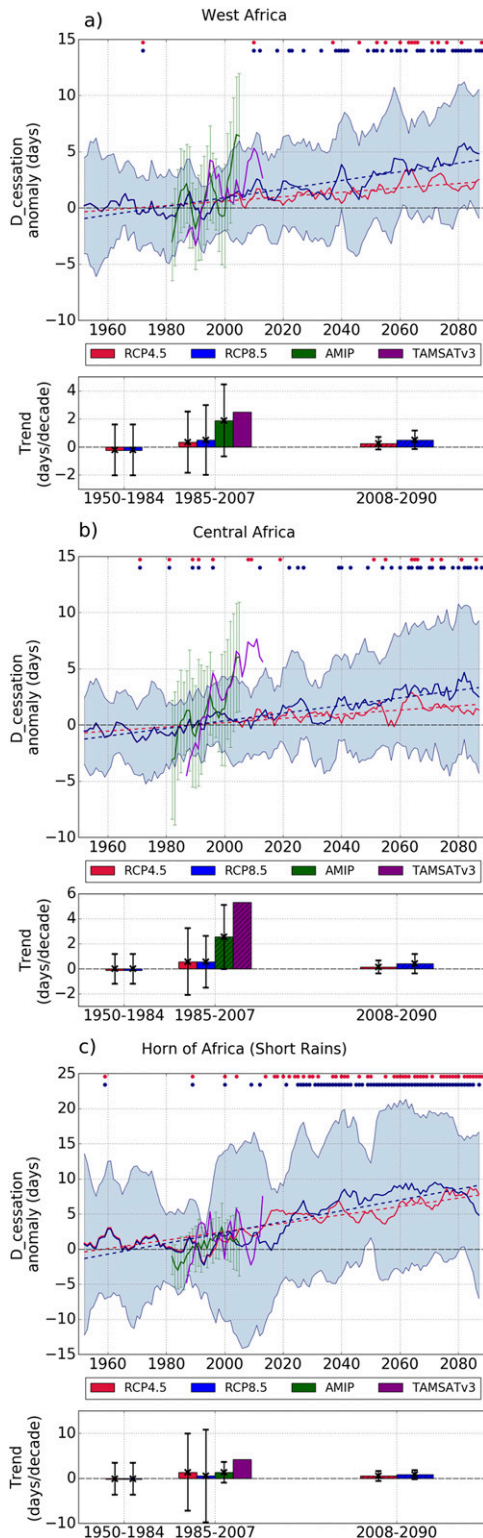 a)
West Africa
15
10
5
0
−5
−10
D_cessation
anomaly (days)
1960 1980 2000 2020 2040 2060 2080
RCP4.5 RCP8.5 AMIP TAMSATv3
4
2
0
−2
Trend
(days/decade)
1950-1984 1985-2007 2008-2090
b)
Central Africa
15
10
5
0
−5
−10
D_cessation
anomaly (days)
1960 1980 2000 2020 2040 2060 2080
RCP4.5 RCP8.5 AMIP TAMSATv3
6
4
2
0
−2
Trend
(days/decade)
1950-1984 1985-2007 2008-2090
c)
Horn of Africa (Short Rains)
25
20
15
10
5
0
−5
−10
−15
D_cessation
anomaly (days)
1960 1980 2000 2020 2040 2060 2080
RCP4.5 RCP8.5 AMIP TAMSATv3
10
0
−10
Trend
(days/decade)
1950-1984 1985-2007 2008-2090